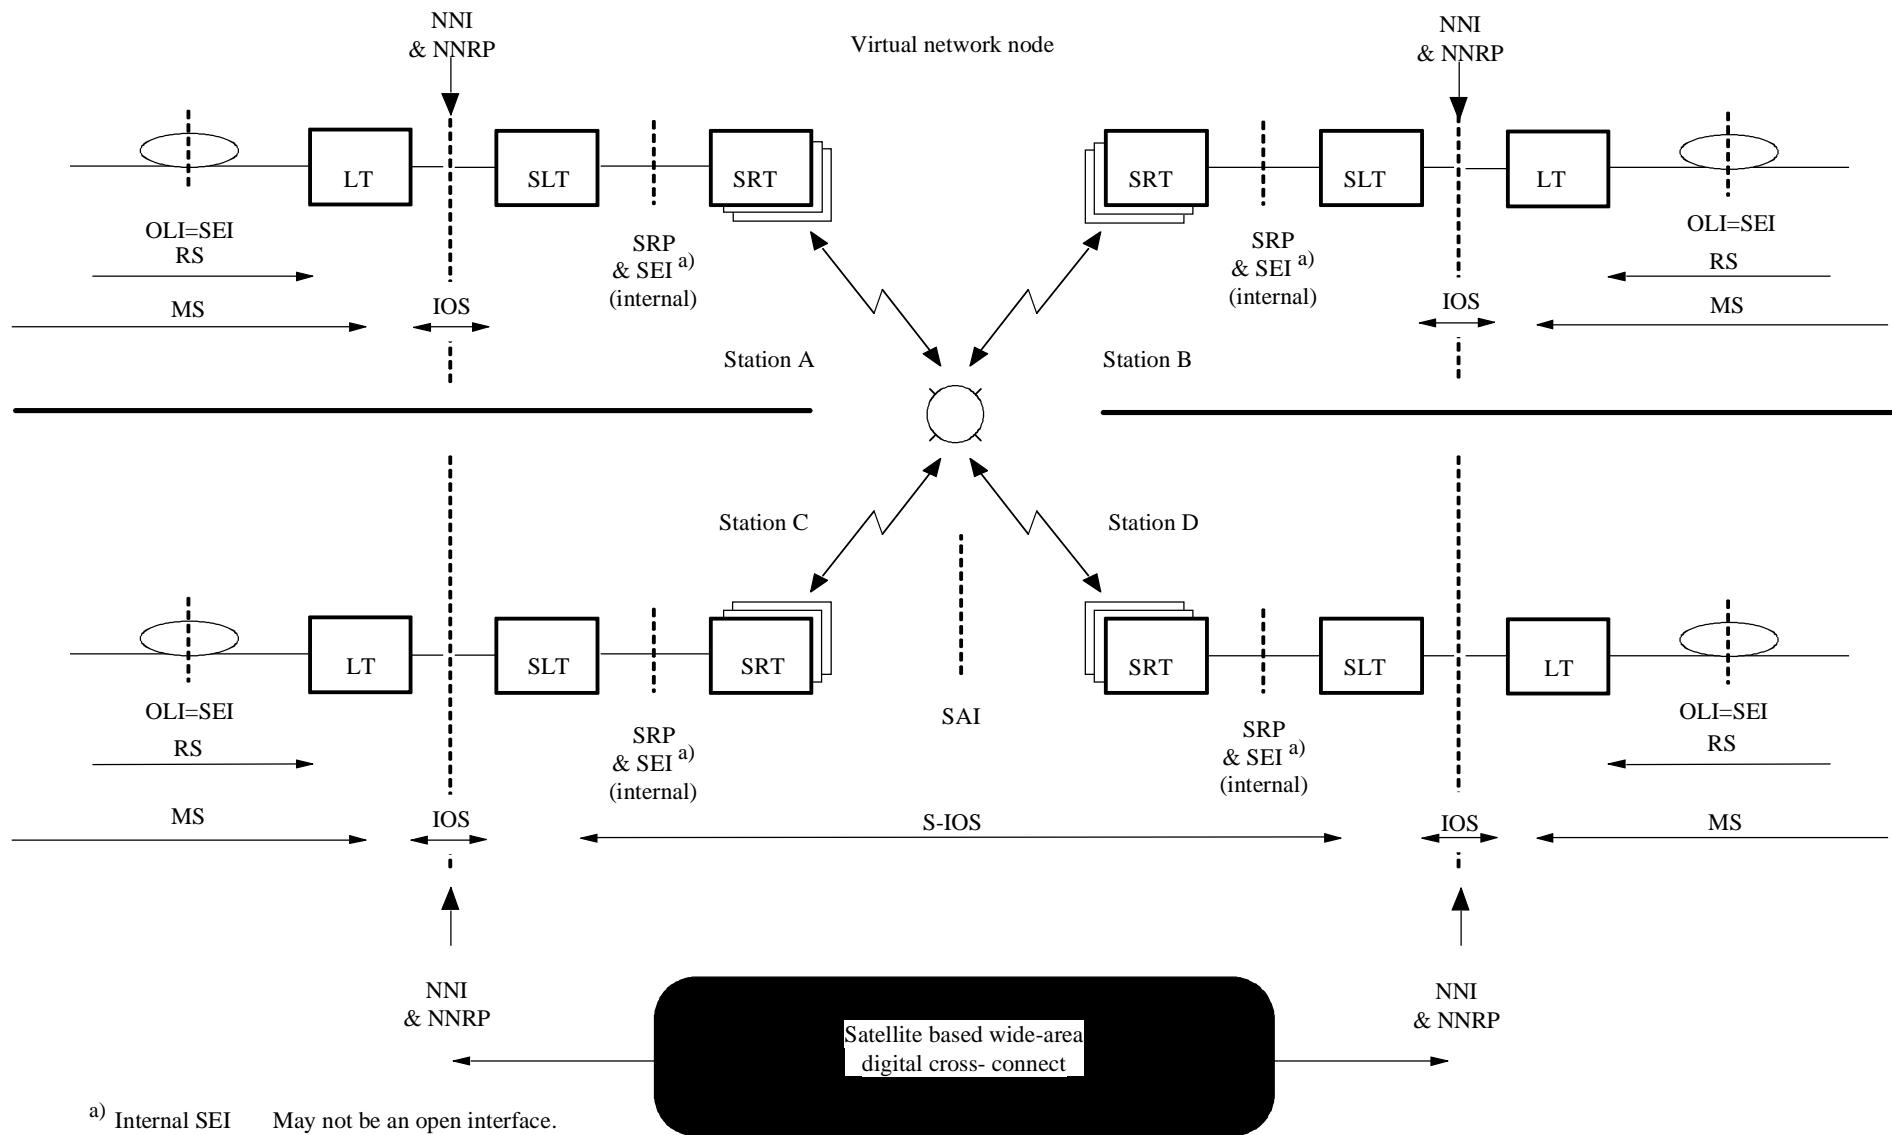 NNI
& NNRP
Virtual network node
NNI
& NNRP
LT
SLT
SRT
SRT
SLT
LT
OLI=SEI
RS
MS
IOS
SRP
& SEI a)
(internal)
SRP
& SEI a)
(internal)
IOS
OLI=SEI
RS
MS
Station A
Station B
Station C
Station D
LT
SLT
SRT
SAI
SRT
SLT
LT
OLI=SEI
RS
MS
IOS
SRP
& SEI a)
(internal)
S-IOS
SRP
& SEI a)
(internal)
IOS
OLI=SEI
RS
MS
NNI
& NNRP
NNI
& NNRP
Satellite based wide-area
digital cross- connect
a) Internal SEI May not be an open interface.